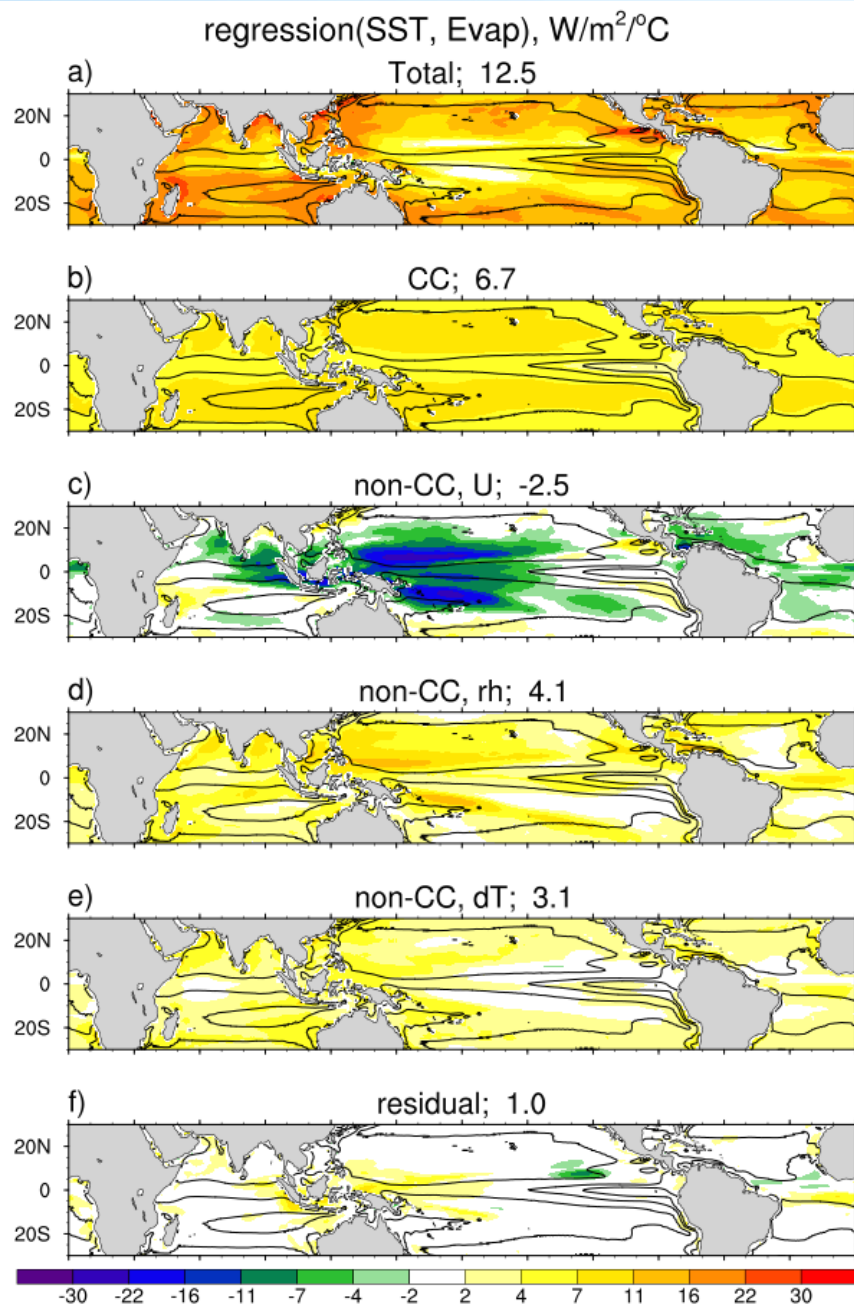 regression(SST, Evap), W/m²/°C
a) Total; 12.5
20N
0
20S
b) CC; 6.7
20N
0
20S
c) non-CC, U; -2.5
20N
0
20S
d) non-CC, rh; 4.1
20N
0
20S
e) non-CC, dT; 3.1
20N
0
20S
f) residual; 1.0
20N
0
20S
-30 -22 -16 -11 -7 -4 -2 2 4 7 11 16 22 30